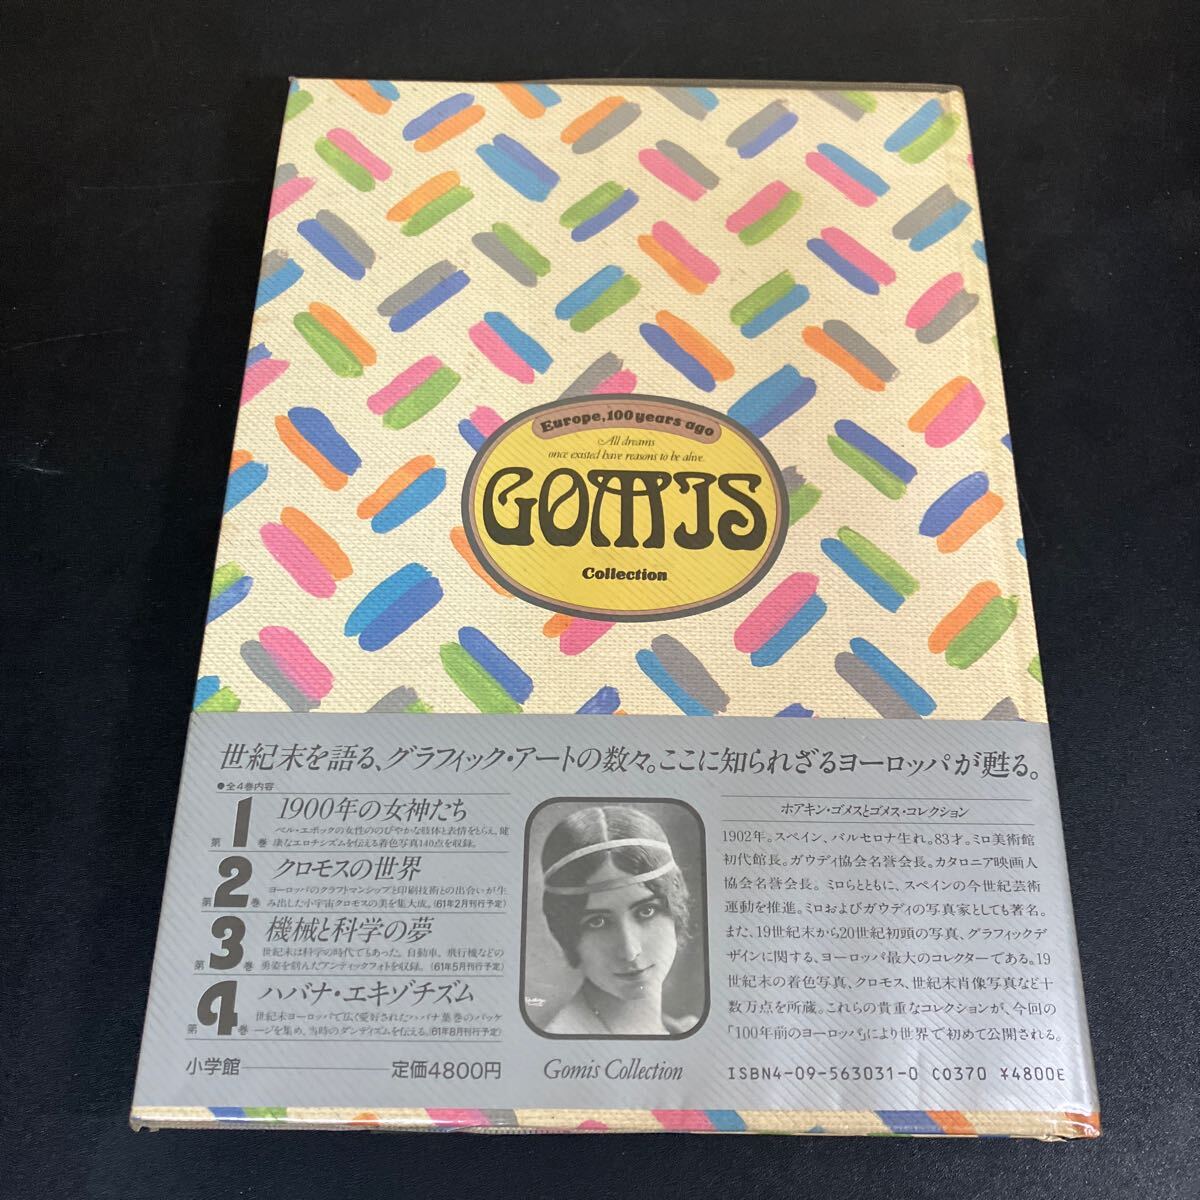 Europe, 100 years ago
All dreams
once existed have reasons to be alive.
GOMIS
Collection
世紀末を語る、グラフィック・アートの数々。ここに知られざるヨーロッパが甦る。
●全4巻内容
第1巻 1900年の女神たち
ベル・エポックの女性ののびやかな肢体と表情をとらえ、健
康なエロチシズムを伝える着色写真140点を収録。
第2巻 クロモスの世界
ヨーロッパのクラフトマンシップと印刷技術との出合いが生
み出した小宇宙クロモスの美を集大成。(61年2月刊行予定)
第3巻 機械と科学の夢
世紀末は科学の時代でもあった。自動車、飛行機などの
勇姿を刻んだアンティックフォトを収録。(61年5月刊行予定)
第4巻 ハバナ・エキゾチズム
世紀末ヨーロッパで広く愛好されたハバナ葉巻のパッケ
ージを集め、当時のダンディズムを伝える。(61年8月刊行予定)
小学館 定価4800円
Gomis Collection
ホアキン・ゴメスとゴメス・コレクション
1902年。スペイン、バルセロナ生れ。83才。ミロ美術館
初代館長。ガウディ協会名誉会長。カタロニア映画人
協会名誉会長。ミロらとともに、スペインの今世紀芸術
運動を推進。ミロおよびガウディの写真家としても著名。
また、19世紀末から20世紀初頭の写真、グラフィックデ
ザインに関する、ヨーロッパ最大のコレクターである。19
世紀末の着色写真、クロモス、世紀末肖像写真など十
数万点を所蔵。これらの貴重なコレクションが、今回の
「100年前のヨーロッパ」により世界で初めて公開される。
ISBN4-09-563031-0 C0370 ¥4800E